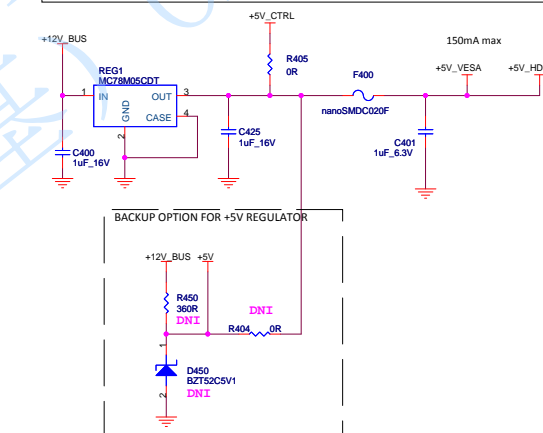 +5V_CTRL
+12V_BUS
150mA max
R405
0R
REG1
MC78M05CDT
F400
+5V_VESA
+5V_HD
1
IN
OUT
3
GND
CASE
4
nanoSMDC020F
2
C400
1uF_16V
C425
1uF_16V
C401
1uF_6.3V
BACKUP OPTION FOR +5V REGULATOR
+12V_BUS
+5V
R450
360R
DNI
DNI
R404
0R
1
D450
BZT52C5V1
2
DNI